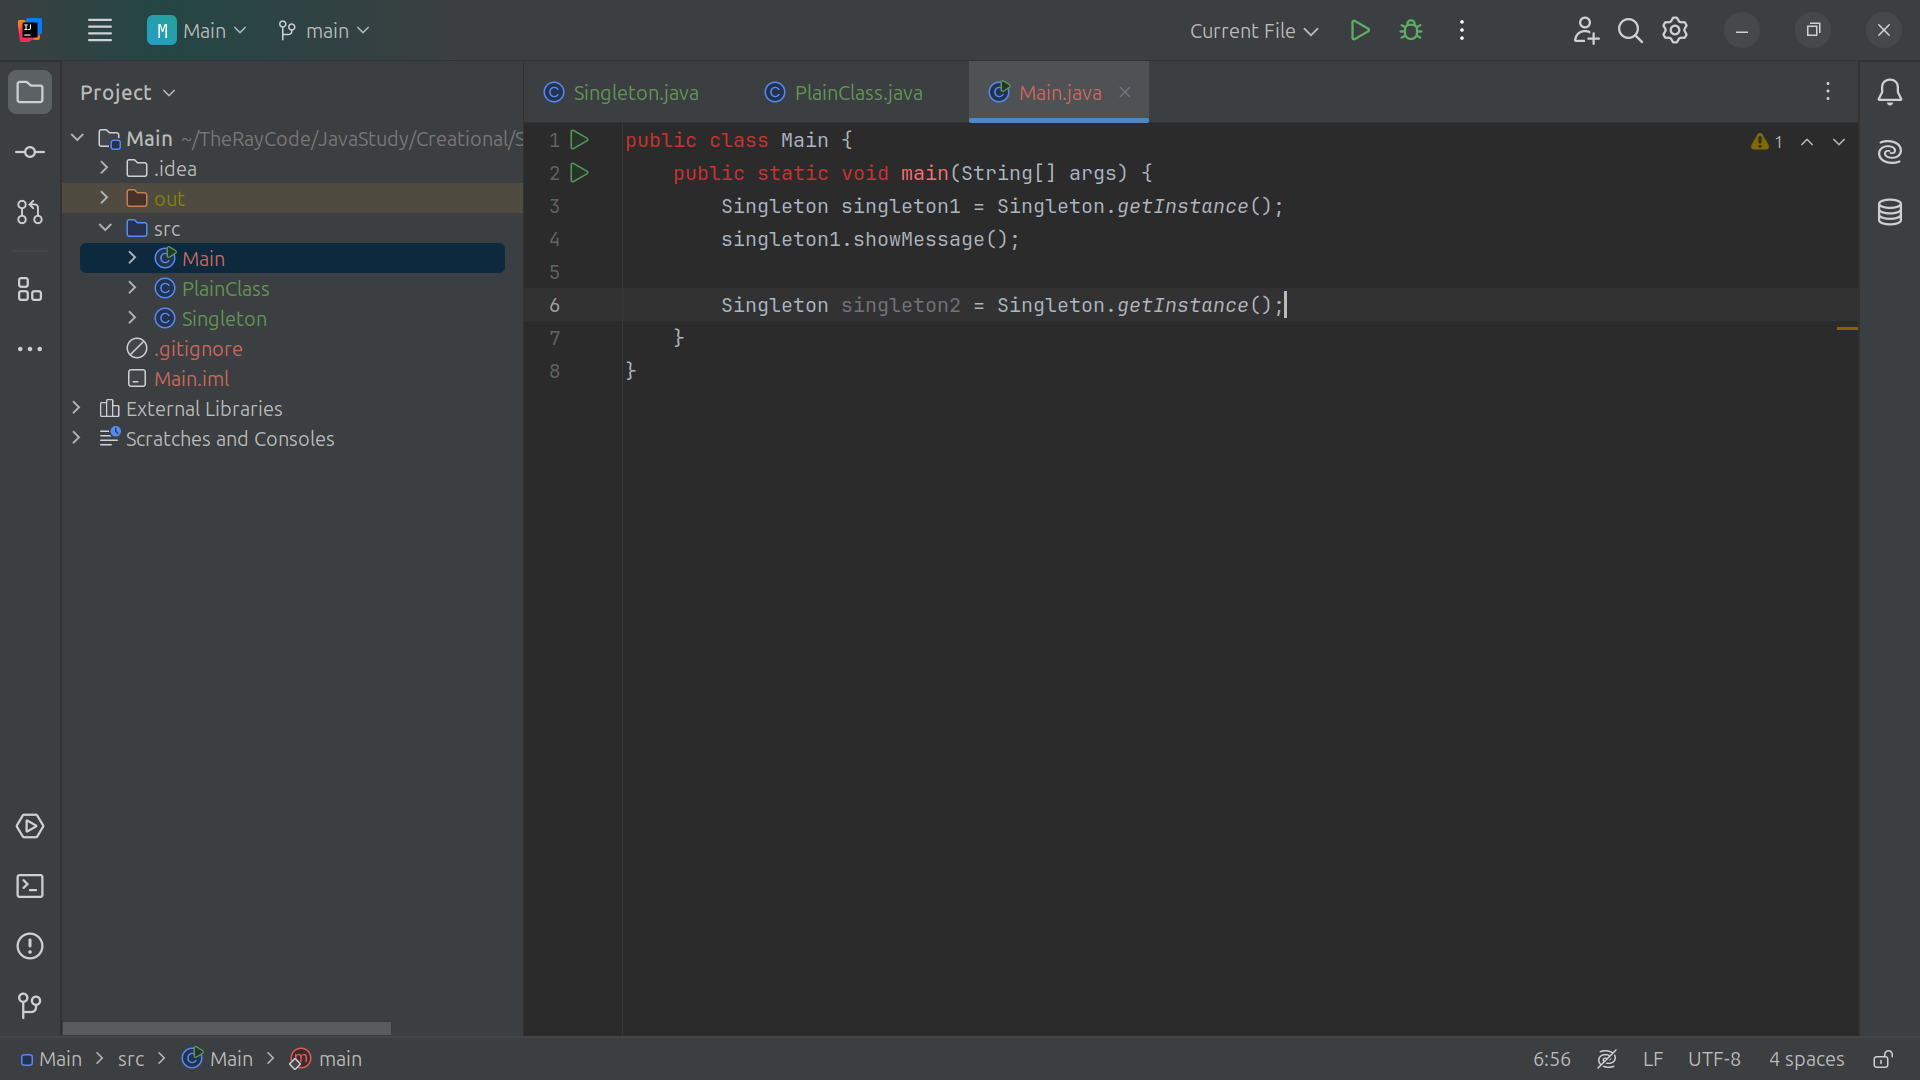 M Main main Current File
Project
Singleton.java PlainClass.java Main.java
Main ~/TheRayCode/JavaStudy/Creational/S
.idea
out
src
Main
PlainClass
Singleton
.gitignore
Main.iml
External Libraries
Scratches and Consoles
1 public class Main {
2 public static void main(String[] args) {
3 Singleton singleton1 = Singleton.getInstance();
4 singleton1.showMessage();
5
6 Singleton singleton2 = Singleton.getInstance();
7 }
8 }
1
Main src Main main 6:56 LF UTF-8 4 spaces